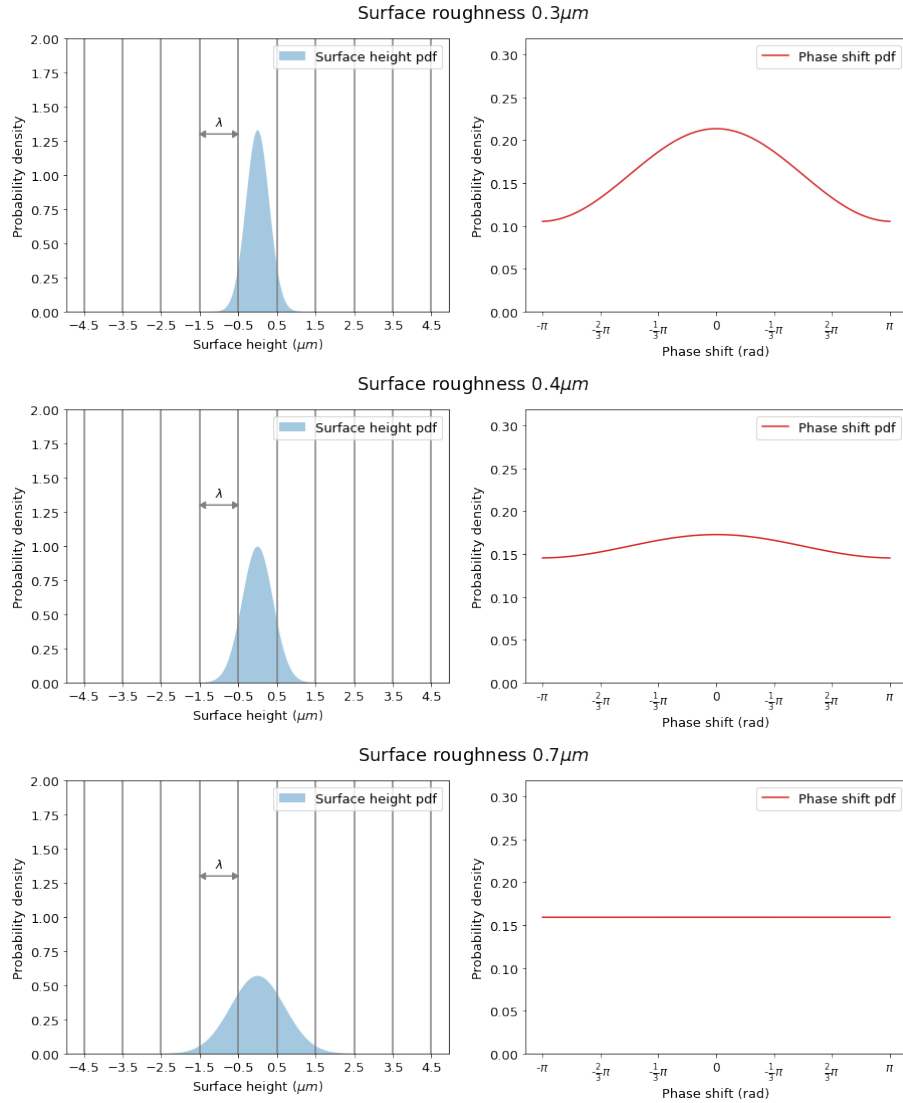 Surface roughness 0.3μm
2.00
1.75
1.50
1.25
1.00
0.75
0.50
0.25
0.00
Probability density
λ
Surface height pdf
−4.5 −3.5 −2.5 −1.5 −0.5 0.5 1.5 2.5 3.5 4.5
Surface height (μm)
0.30
0.25
0.20
0.15
0.10
0.05
0.00
Probability density
Phase shift pdf
-π -2/3π -1/3π 0 -1/3π 2/3π π
Phase shift (rad)
Surface roughness 0.4μm
2.00
1.75
1.50
1.25
1.00
0.75
0.50
0.25
0.00
Probability density
λ
Surface height pdf
−4.5 −3.5 −2.5 −1.5 −0.5 0.5 1.5 2.5 3.5 4.5
Surface height (μm)
0.30
0.25
0.20
0.15
0.10
0.05
0.00
Probability density
Phase shift pdf
-π -2/3π -1/3π 0 -1/3π 2/3π π
Phase shift (rad)
Surface roughness 0.7μm
2.00
1.75
1.50
1.25
1.00
0.75
0.50
0.25
0.00
Probability density
λ
Surface height pdf
−4.5 −3.5 −2.5 −1.5 −0.5 0.5 1.5 2.5 3.5 4.5
Surface height (μm)
0.30
0.25
0.20
0.15
0.10
0.05
0.00
Probability density
Phase shift pdf
-π -2/3π -1/3π 0 -1/3π 2/3π π
Phase shift (rad)